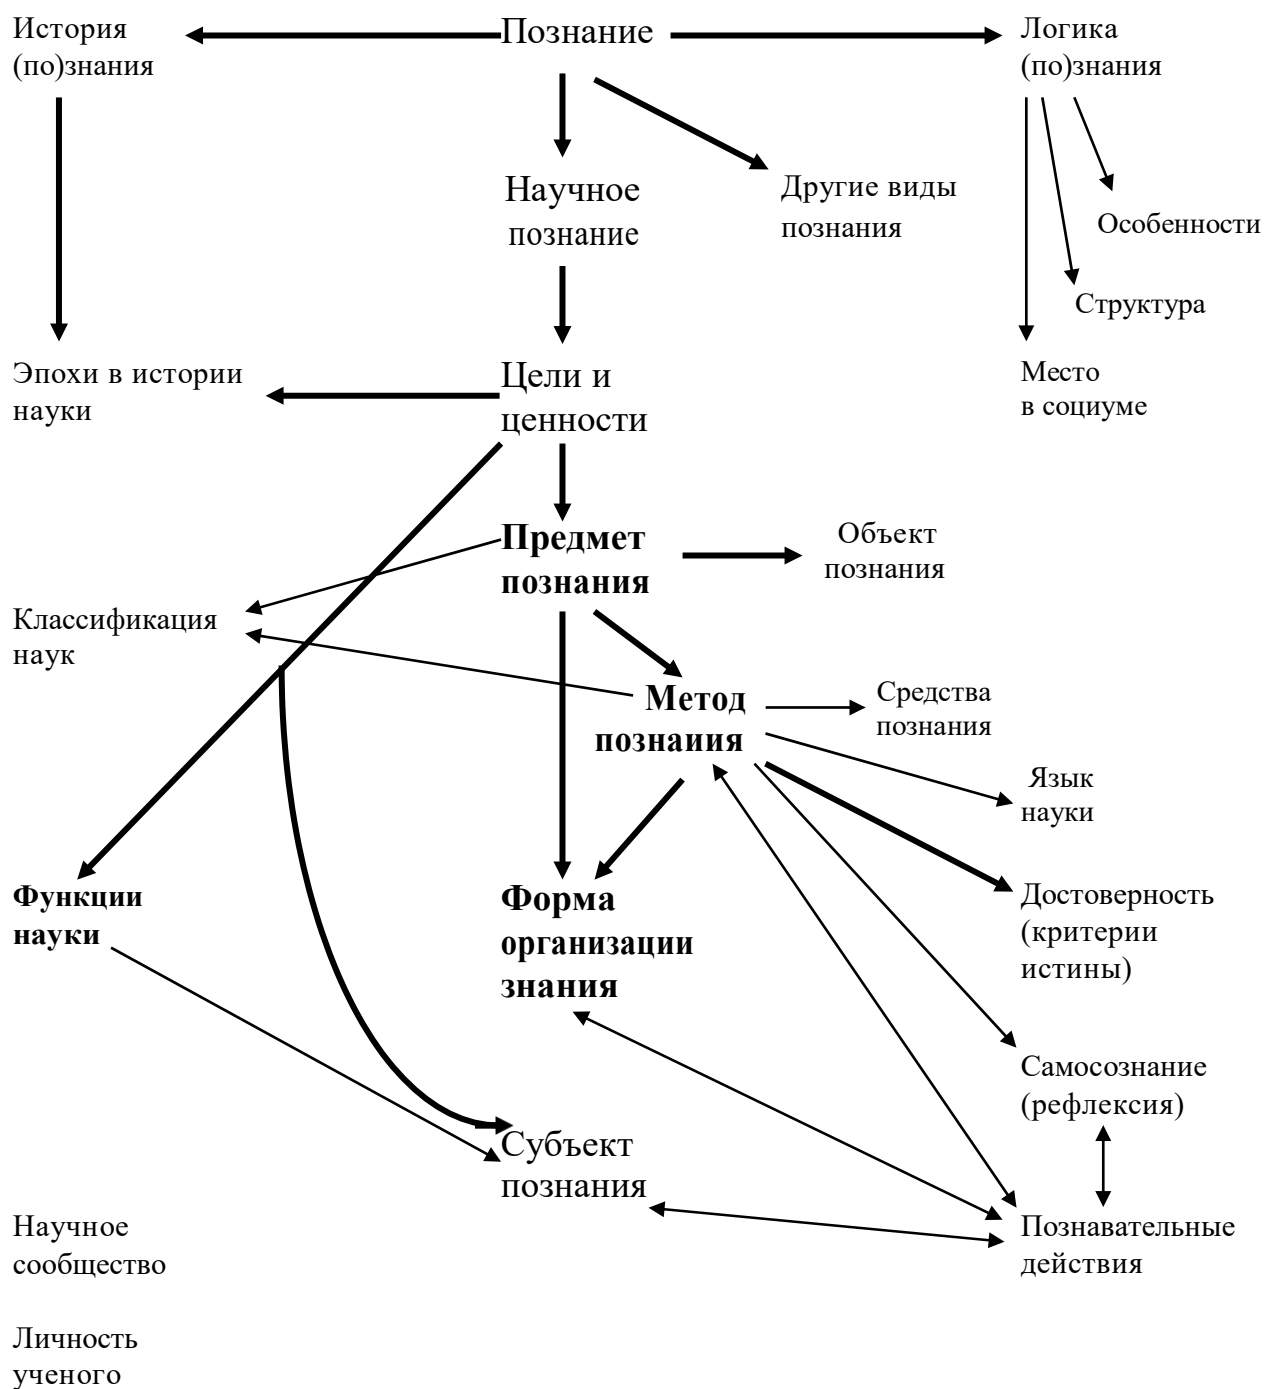 История
(по)знания
Познание
Логика
(по)знания
Научное
познание
Другие виды
познания
Особенности
Структура
Место
в социуме
Эпохи в истории
науки
Цели и
ценности
Предмет
познания
Объект
познания
Классификация
наук
Метод
познаиия
Средства
познания
Язык
науки
Функции
науки
Форма
организации
знания
Достоверность
(критерии
истины)
Самосознание
(рефлексия)
Субъект
познания
Научное
сообщество
Познавательные
действия
Личность
ученого